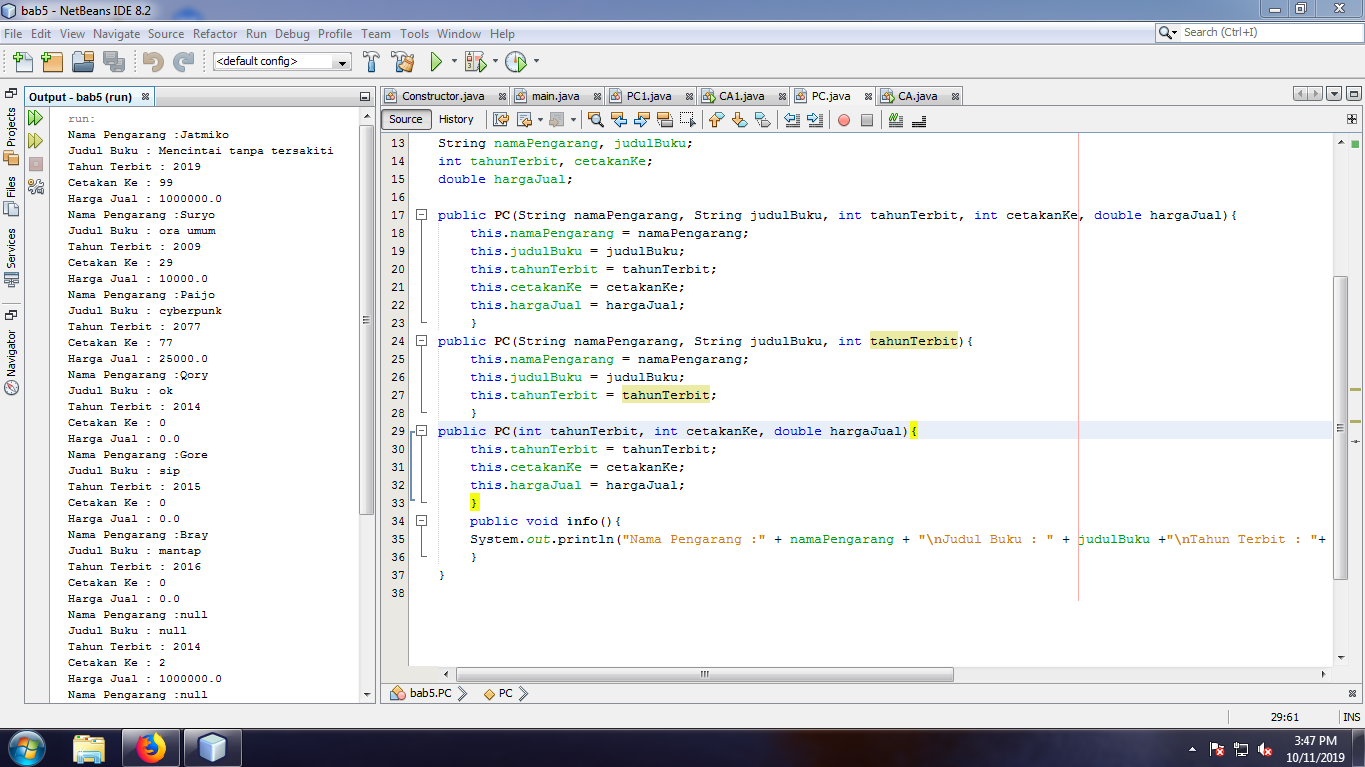 bab5 - NetBeans IDE 8.2
File Edit View Navigate Source Refactor Run Debug Profile Team Tools Window Help
Search (Ctrl+I)
<default config>
Projects
Files
Services
Navigator
Output - bab5 (run)
run:
Nama Pengarang :Jatmiko
Judul Buku : Mencintai tanpa tersakiti
Tahun Terbit : 2019
Cetakan Ke : 99
Harga Jual : 1000000.0
Nama Pengarang :Suryo
Judul Buku : ora umum
Tahun Terbit : 2009
Cetakan Ke : 29
Harga Jual : 10000.0
Nama Pengarang :Paijo
Judul Buku : cyberpunk
Tahun Terbit : 2077
Cetakan Ke : 77
Harga Jual : 25000.0
Nama Pengarang :Qory
Judul Buku : ok
Tahun Terbit : 2014
Cetakan Ke : 0
Harga Jual : 0.0
Nama Pengarang :Gore
Judul Buku : sip
Tahun Terbit : 2015
Cetakan Ke : 0
Harga Jual : 0.0
Nama Pengarang :Bray
Judul Buku : mantap
Tahun Terbit : 2016
Cetakan Ke : 0
Harga Jual : 0.0
Nama Pengarang :null
Judul Buku : null
Tahun Terbit : 2014
Cetakan Ke : 2
Harga Jual : 1000000.0
Nama Pengarang :null
Constructor.java main.java PC1.java CA1.java PC.java CA.java
Source History
13 String namaPengarang, judulBuku;
14 int tahunTerbit, cetakanKe;
15 double hargaJual;
16
17 public PC(String namaPengarang, String judulBuku, int tahunTerbit, int cetakanKe, double hargaJual){
18 this.namaPengarang = namaPengarang;
19 this.judulBuku = judulBuku;
20 this.tahunTerbit = tahunTerbit;
21 this.cetakanKe = cetakanKe;
22 this.hargaJual = hargaJual;
23 }
24 public PC(String namaPengarang, String judulBuku, int tahunTerbit){
25 this.namaPengarang = namaPengarang;
26 this.judulBuku = judulBuku;
27 this.tahunTerbit = tahunTerbit;
28 }
29 public PC(int tahunTerbit, int cetakanKe, double hargaJual){
30 this.tahunTerbit = tahunTerbit;
31 this.cetakanKe = cetakanKe;
32 this.hargaJual = hargaJual;
33 }
34 public void info(){
35 System.out.println("Nama Pengarang :" + namaPengarang + "\nJudul Buku : " + judulBuku +"\nTahun Terbit : "+
36 }
37 }
38
bab5.PC PC
29:61 INS
3:47 PM
10/11/2019